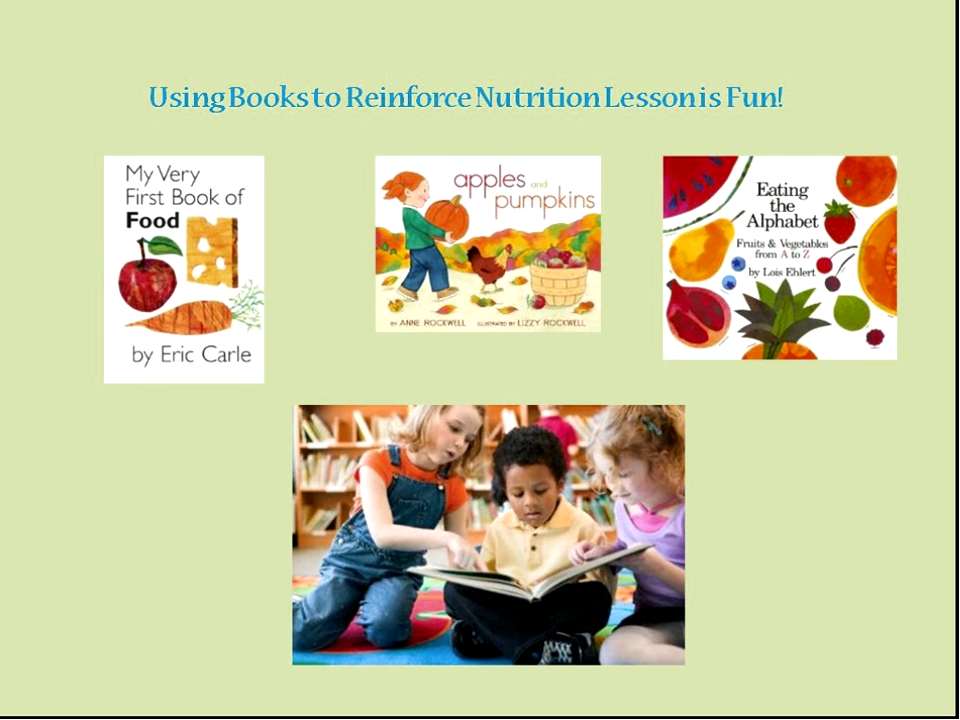 Using Books to Reinforce Nutrition Lesson is Fun!
My Very
First Book of
Food
by Eric Carle
apples and
pumpkins
BY ANNE ROCKWELL ILLUSTRATED BY LIZZY ROCKWELL
Eating
the
Alphabet
Fruits & Vegetables
from A to Z
by Lois Ehlert